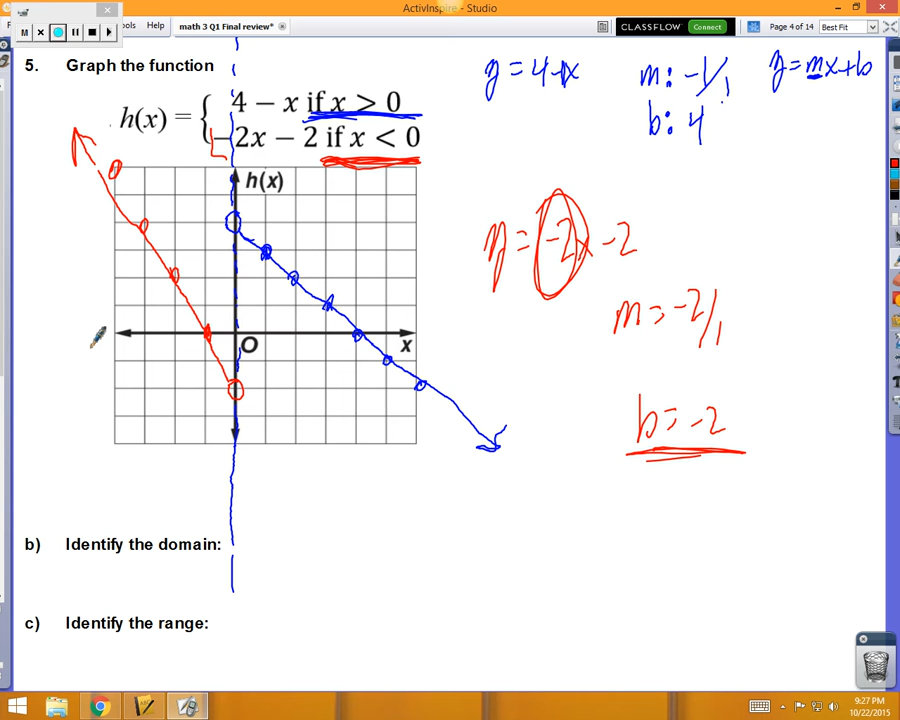 ActivInspire - Studio
M
ols Help math 3 Q1 Final review* CLASSFLOW Connect Page 4 of 14 Best Fit
5. Graph the function
h(x) = { 4 − x if x > 0
−2x − 2 if x < 0
y = 4-1x
m: -1/1
b: 4
y = mx+b
h(x)
O
x
y = -2x -2
m = -2/1
b = -2
b) Identify the domain:
c) Identify the range:
9:27 PM
10/22/2015